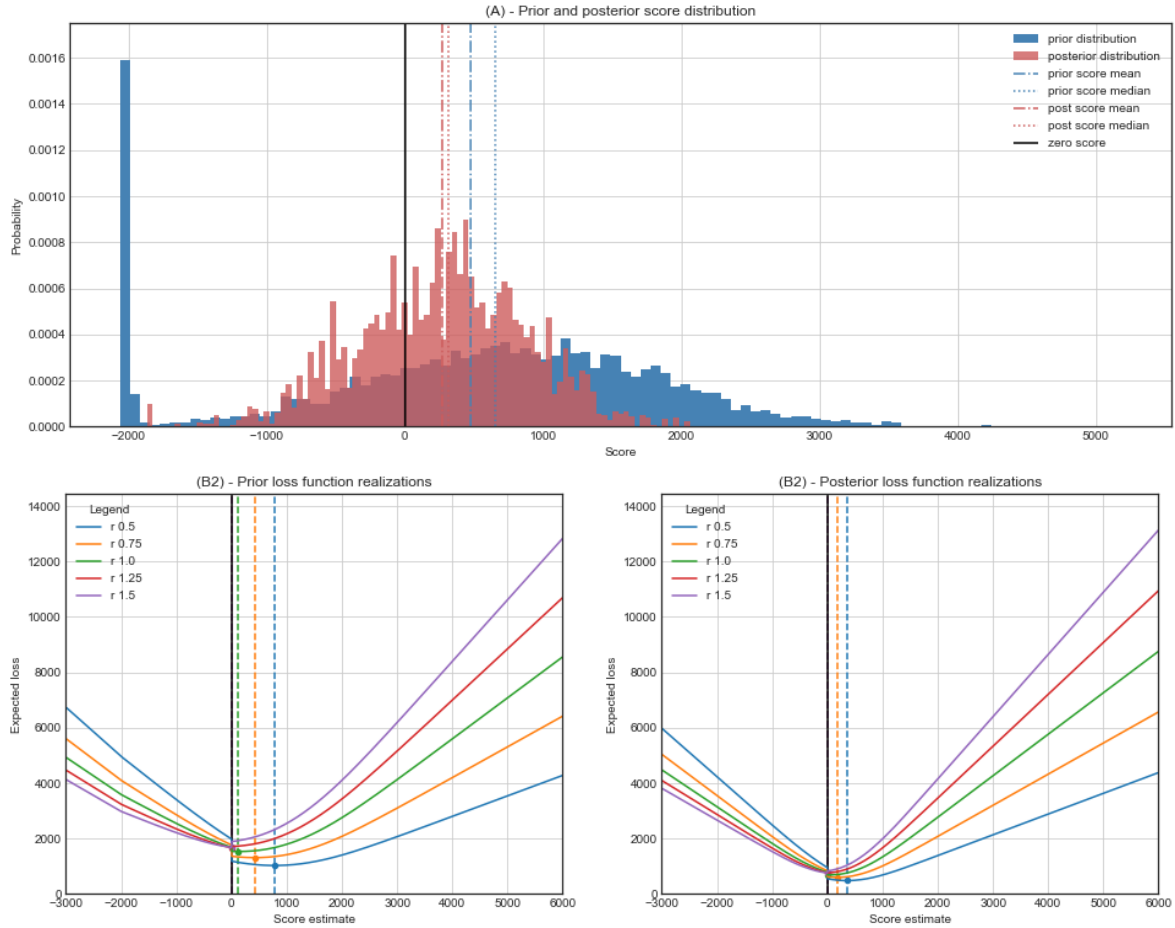 (A) - Prior and posterior score distribution
prior distribution
posterior distribution
prior score mean
prior score median
post score mean
post score median
zero score
Probability
0.0016
0.0014
0.0012
0.0010
0.0008
0.0006
0.0004
0.0002
0.0000
−2000 −1000 0 1000 2000 3000 4000 5000
Score
(B2) - Prior loss function realizations
Legend
r 0.5
r 0.75
r 1.0
r 1.25
r 1.5
Expected loss
14000
12000
10000
8000
6000
4000
2000
0
−3000 −2000 −1000 0 1000 2000 3000 4000 5000 6000
Score estimate
(B2) - Posterior loss function realizations
Legend
r 0.5
r 0.75
r 1.0
r 1.25
r 1.5
Expected loss
14000
12000
10000
8000
6000
4000
2000
0
−3000 −2000 −1000 0 1000 2000 3000 4000 5000 6000
Score estimate